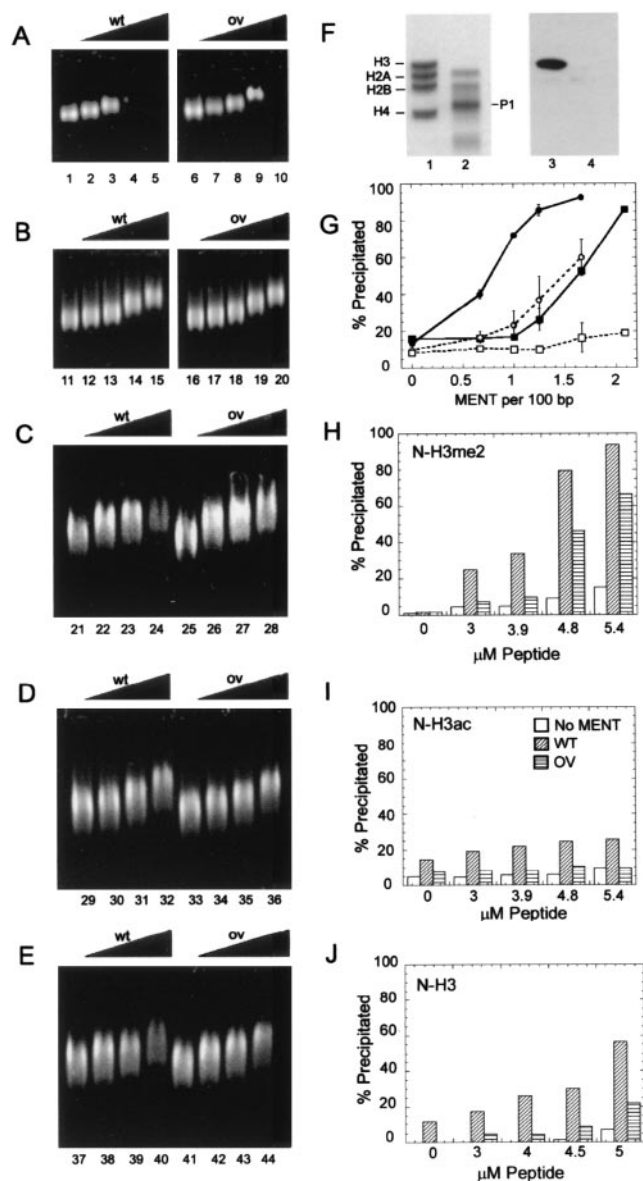 A
wt
ov
1 2 3 4 5
6 7 8 9 10
B
11 12 13 14 15
16 17 18 19 20
C
wt
ov
21 22 23 24 25 26 27 28
D
wt
ov
29 30 31 32 33 34 35 36
E
wt
ov
37 38 39 40 41 42 43 44
F
H3
H2A
H2B
H4
P1
1 2
3 4
G
% Precipitated
100
80
60
40
20
0
0 0.5 1 1.5 2
MENT per 100 bp
H
N-H3me2
% Precipitated
100
80
60
40
20
0
0 3 3.9 4.8 5.4
μM Peptide
I
N-H3ac
No MENT
WT
OV
% Precipitated
100
80
60
40
20
0
0 3 3.9 4.8 5.4
μM Peptide
J
N-H3
% Precipitated
100
80
60
40
20
0
0 3 4 4.5 5
μM Peptide